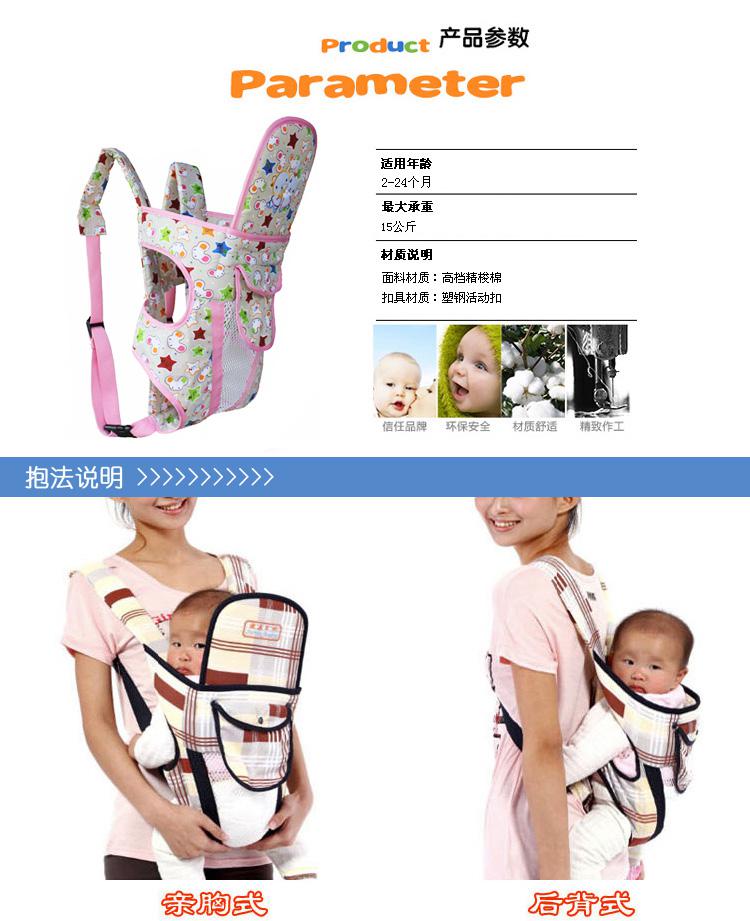 Product 产品参数
Parameter
适用年龄
2-24个月
最大承重
15公斤
材质说明
面料材质：高档精梭棉
扣具材质：塑钢活动扣
信任品牌 环保安全 材质舒适 精致作工
抱法说明 >>>>>>>>>>>
亲胸式 后背式